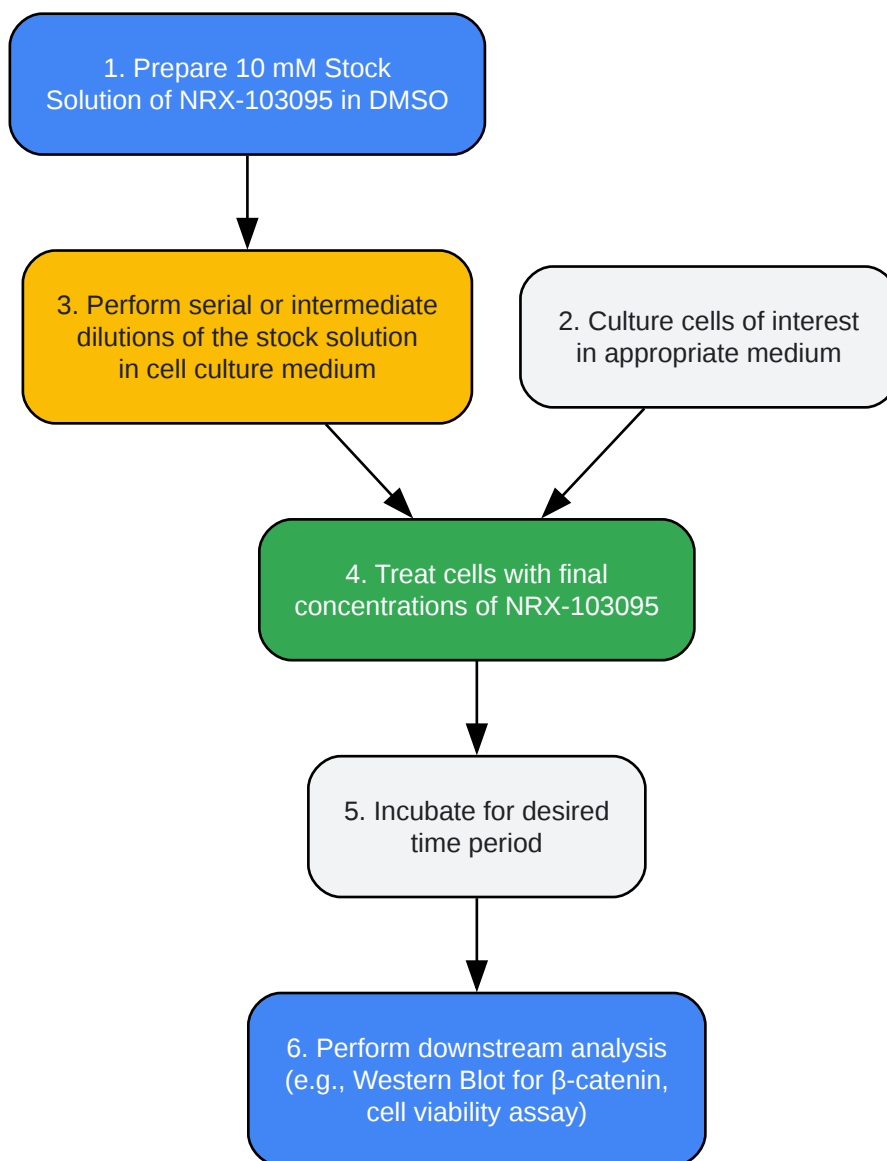 1. Prepare 10 mM Stock
Solution of NRX-103095 in DMSO
3. Perform serial or intermediate
dilutions of the stock solution
in cell culture medium
2. Culture cells of interest
in appropriate medium
4. Treat cells with final
concentrations of NRX-103095
5. Incubate for desired
time period
6. Perform downstream analysis
(e.g., Western Blot for β-catenin,
cell viability assay)